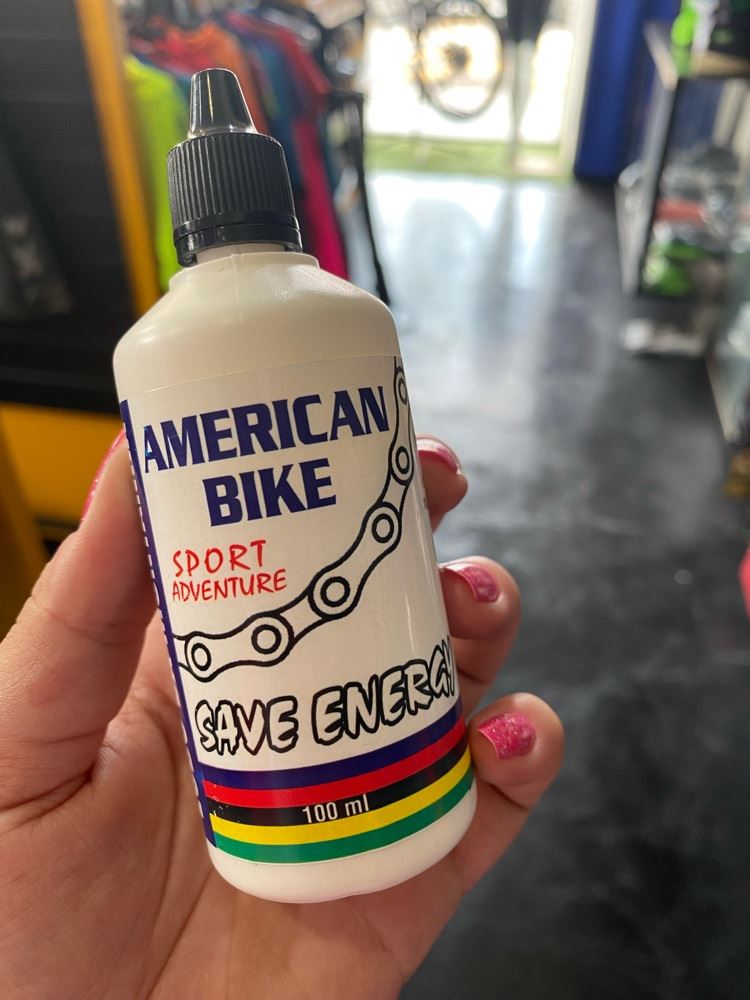 AMERICAN
BIKE
SPORT
ADVENTURE
SAVE ENERGY
100 ml